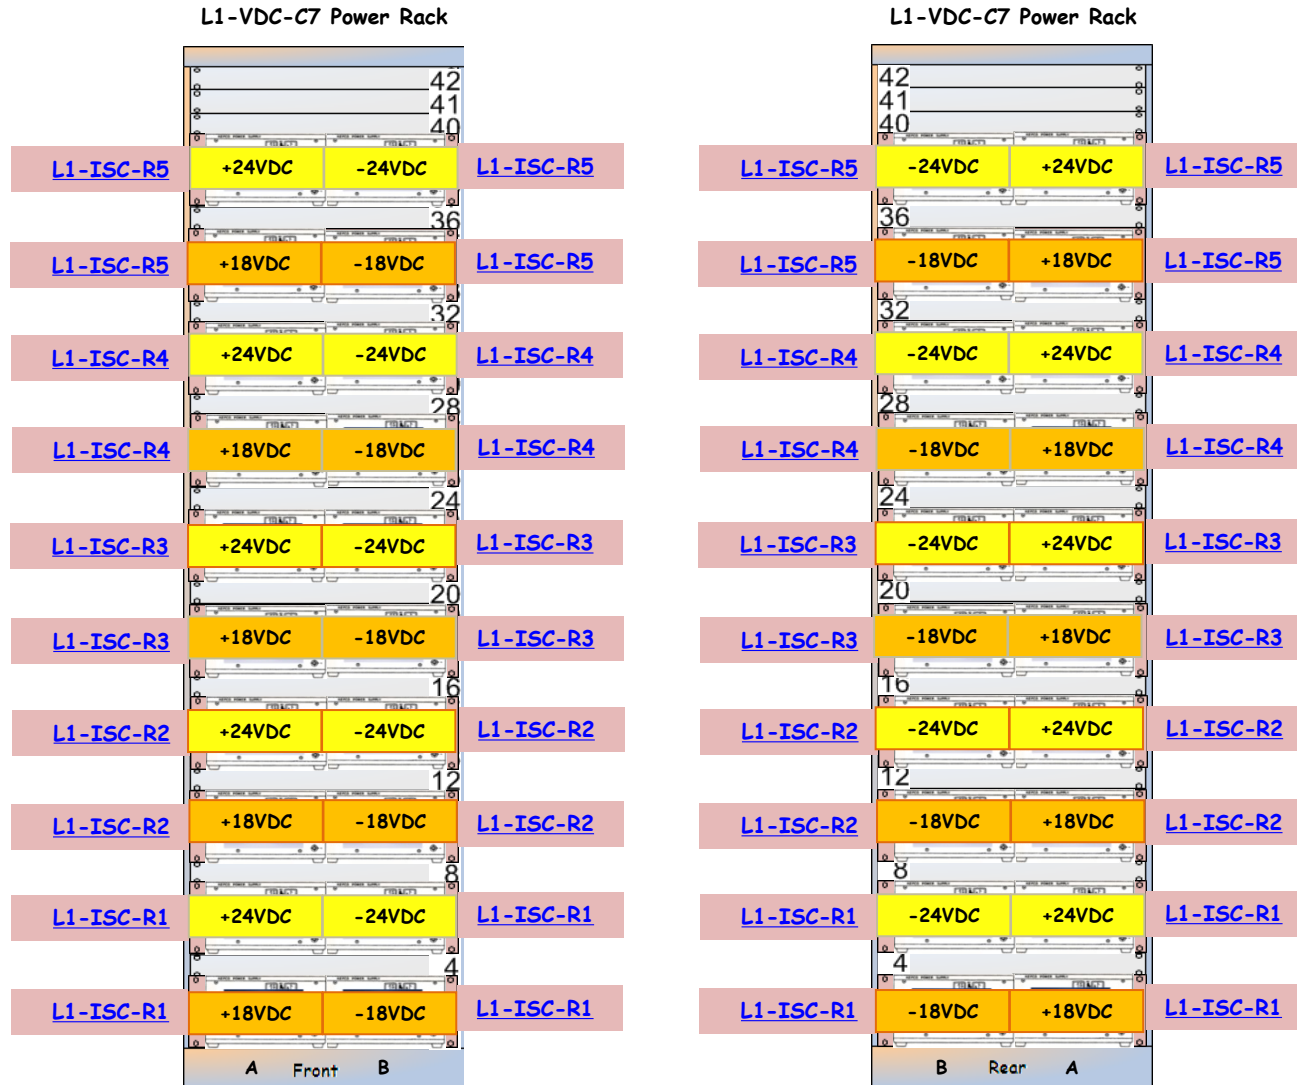 L1-VDC-C7 Power Rack
42
41
40
L1-ISC-R5 +24VDC -24VDC L1-ISC-R5
36
L1-ISC-R5 +18VDC -18VDC L1-ISC-R5
32
L1-ISC-R4 +24VDC -24VDC L1-ISC-R4
28
L1-ISC-R4 +18VDC -18VDC L1-ISC-R4
24
L1-ISC-R3 +24VDC -24VDC L1-ISC-R3
20
L1-ISC-R3 +18VDC -18VDC L1-ISC-R3
16
L1-ISC-R2 +24VDC -24VDC L1-ISC-R2
12
L1-ISC-R2 +18VDC -18VDC L1-ISC-R2
8
L1-ISC-R1 +24VDC -24VDC L1-ISC-R1
4
L1-ISC-R1 +18VDC -18VDC L1-ISC-R1
A Front B
L1-VDC-C7 Power Rack
42
41
40
L1-ISC-R5 -24VDC +24VDC L1-ISC-R5
36
L1-ISC-R5 -18VDC +18VDC L1-ISC-R5
32
L1-ISC-R4 -24VDC +24VDC L1-ISC-R4
28
L1-ISC-R4 -18VDC +18VDC L1-ISC-R4
24
L1-ISC-R3 -24VDC +24VDC L1-ISC-R3
20
L1-ISC-R3 -18VDC +18VDC L1-ISC-R3
16
L1-ISC-R2 -24VDC +24VDC L1-ISC-R2
12
L1-ISC-R2 -18VDC +18VDC L1-ISC-R2
8
L1-ISC-R1 -24VDC +24VDC L1-ISC-R1
4
L1-ISC-R1 -18VDC +18VDC L1-ISC-R1
B Rear A